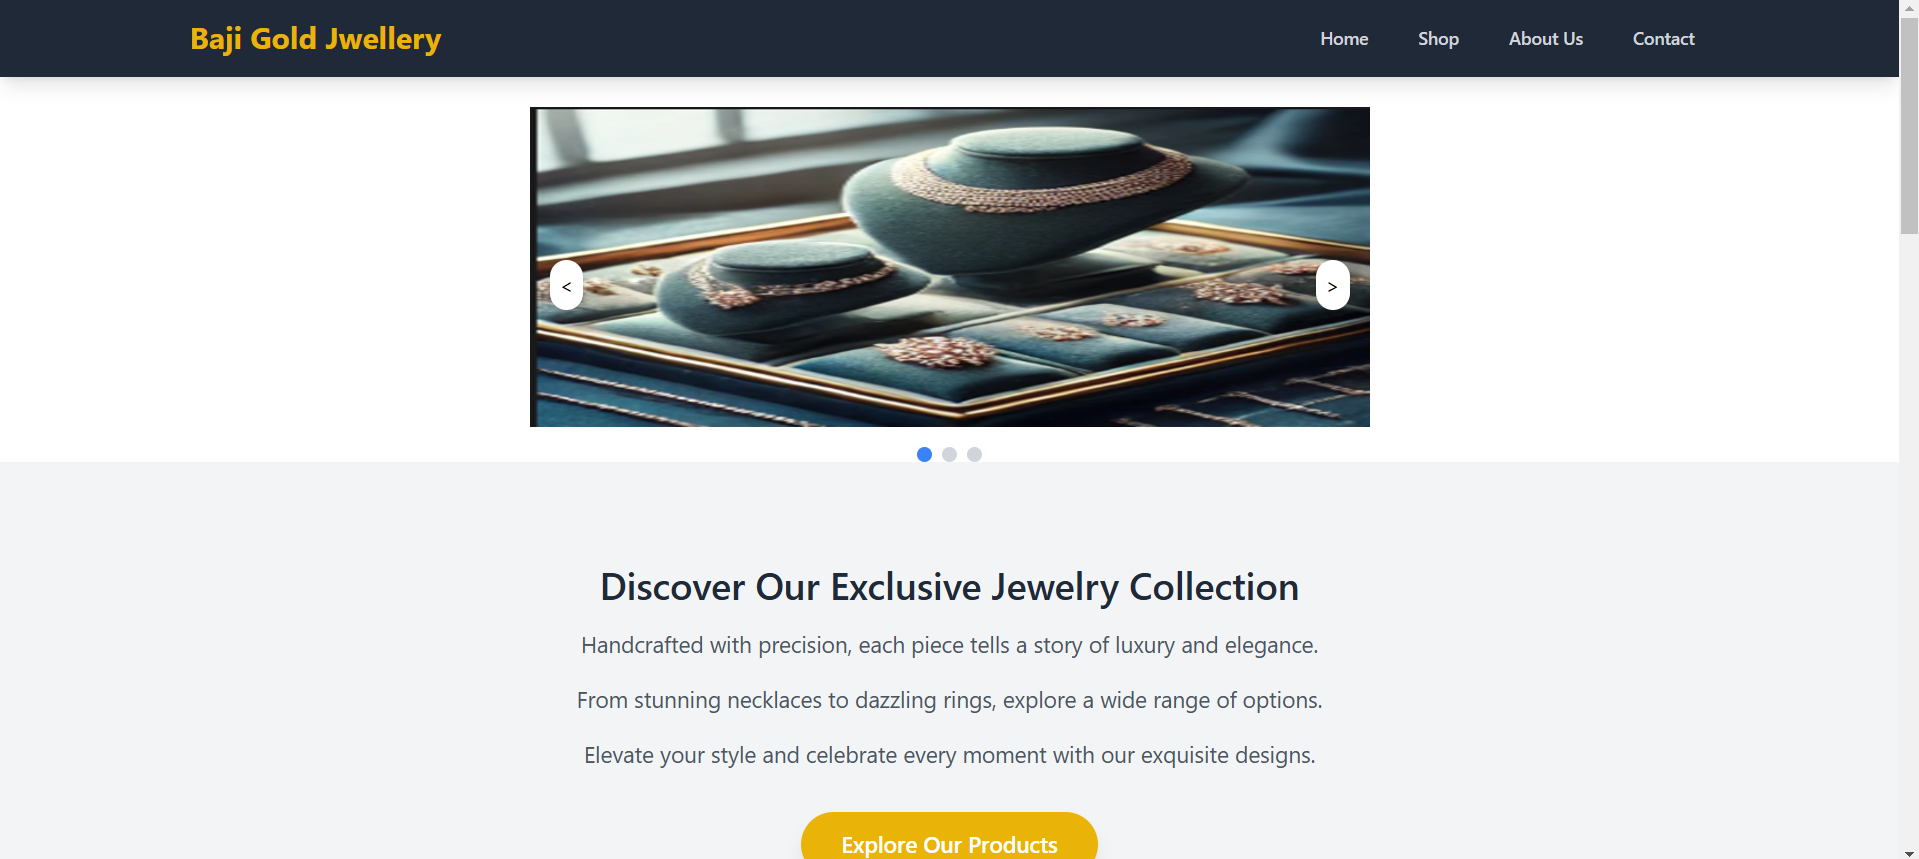 Baji Gold Jwellery
Home
Shop
About Us
Contact
<
>
Discover Our Exclusive Jewelry Collection
Handcrafted with precision, each piece tells a story of luxury and elegance.
From stunning necklaces to dazzling rings, explore a wide range of options.
Elevate your style and celebrate every moment with our exquisite designs.
Explore Our Products